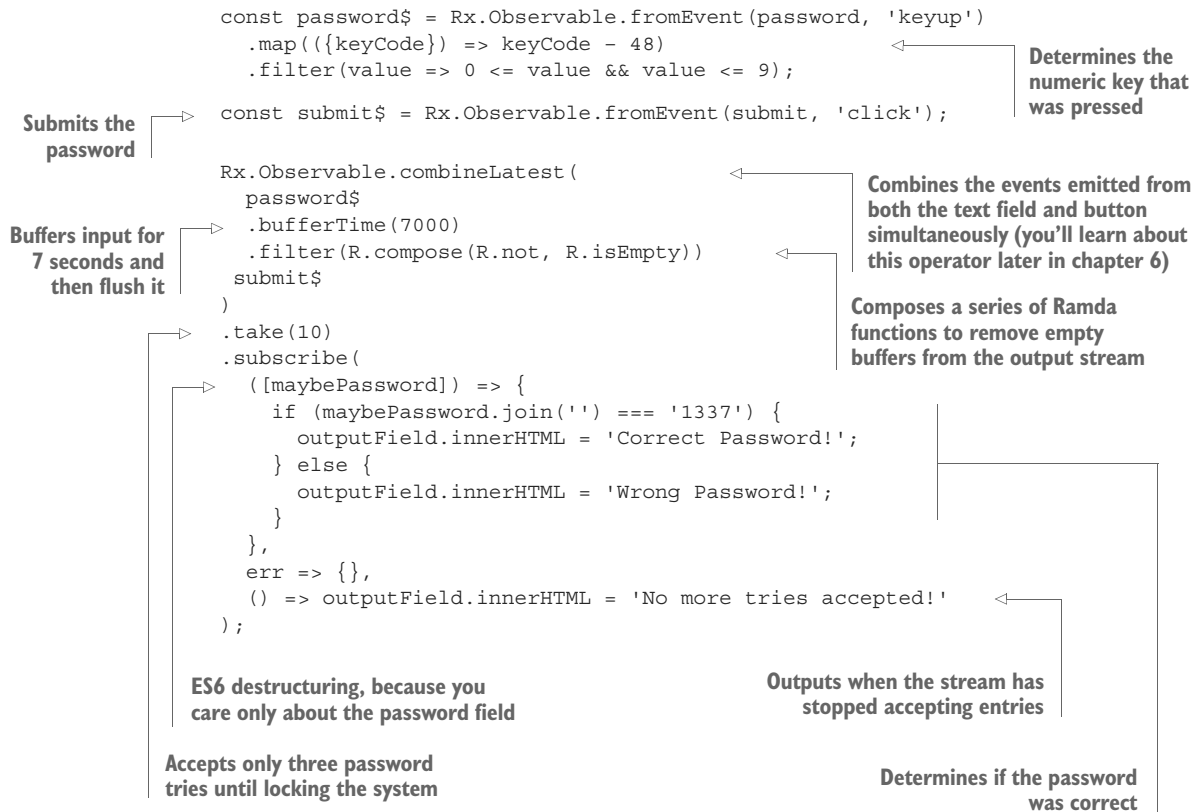 const password$ = Rx.Observable.fromEvent(password, 'keyup')
.map(({keyCode}) => keyCode – 48)
.filter(value => 0 <= value && value <= 9);
Determines the
numeric key that
was pressed
Submits the
password
const submit$ = Rx.Observable.fromEvent(submit, 'click');
Rx.Observable.combineLatest(
password$
.bufferTime(7000)
.filter(R.compose(R.not, R.isEmpty))
submit$
)
.take(10)
.subscribe(
([maybePassword]) => {
if (maybePassword.join('') === '1337') {
outputField.innerHTML = 'Correct Password!';
} else {
outputField.innerHTML = 'Wrong Password!';
}
},
err => {},
() => outputField.innerHTML = 'No more tries accepted!'
);
Combines the events emitted from
both the text field and button
simultaneously (you'll learn about
this operator later in chapter 6)
Buffers input for
7 seconds and
then flush it
Composes a series of Ramda
functions to remove empty
buffers from the output stream
ES6 destructuring, because you
care only about the password field
Outputs when the stream has
stopped accepting entries
Accepts only three password
tries until locking the system
Determines if the password
was correct